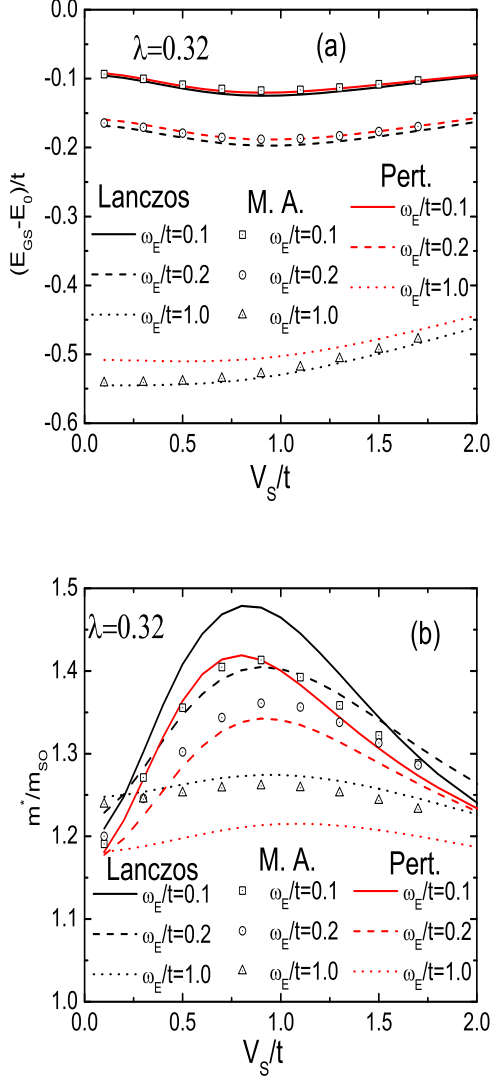 0.0
λ=0.32
(a)
-0.1
-0.2
-0.3
-0.4
-0.5
-0.6
(E_GS-E_0)/t
Lanczos M. A. Pert.
ω_E/t=0.1 ω_E/t=0.1 ω_E/t=0.1
ω_E/t=0.2 ω_E/t=0.2 ω_E/t=0.2
ω_E/t=1.0 ω_E/t=1.0 ω_E/t=1.0
0.0 0.5 1.0 1.5 2.0
V_S/t
1.5
λ=0.32
(b)
1.4
1.3
1.2
1.1
1.0
m*/m_SO
Lanczos M. A. Pert.
ω_E/t=0.1 ω_E/t=0.1 ω_E/t=0.1
ω_E/t=0.2 ω_E/t=0.2 ω_E/t=0.2
ω_E/t=1.0 ω_E/t=1.0 ω_E/t=1.0
0.0 0.5 1.0 1.5 2.0
V_S/t